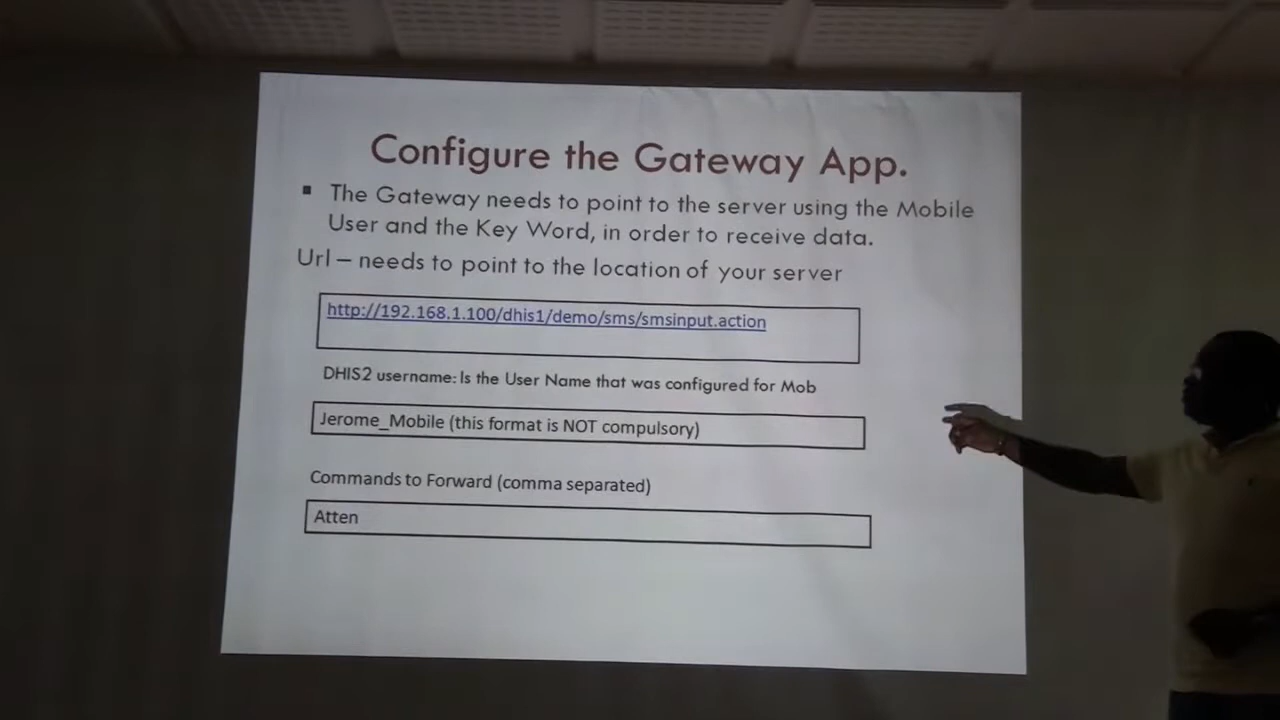 Configure the Gateway App.
▪ The Gateway needs to point to the server using the Mobile
User and the Key Word, in order to receive data.
Url – needs to point to the location of your server
http://192.168.1.100/dhis1/demo/sms/smsinput.action
DHIS2 username: Is the User Name that was configured for Mob
Jerome_Mobile (this format is NOT compulsory)
Commands to Forward (comma separated)
Atten